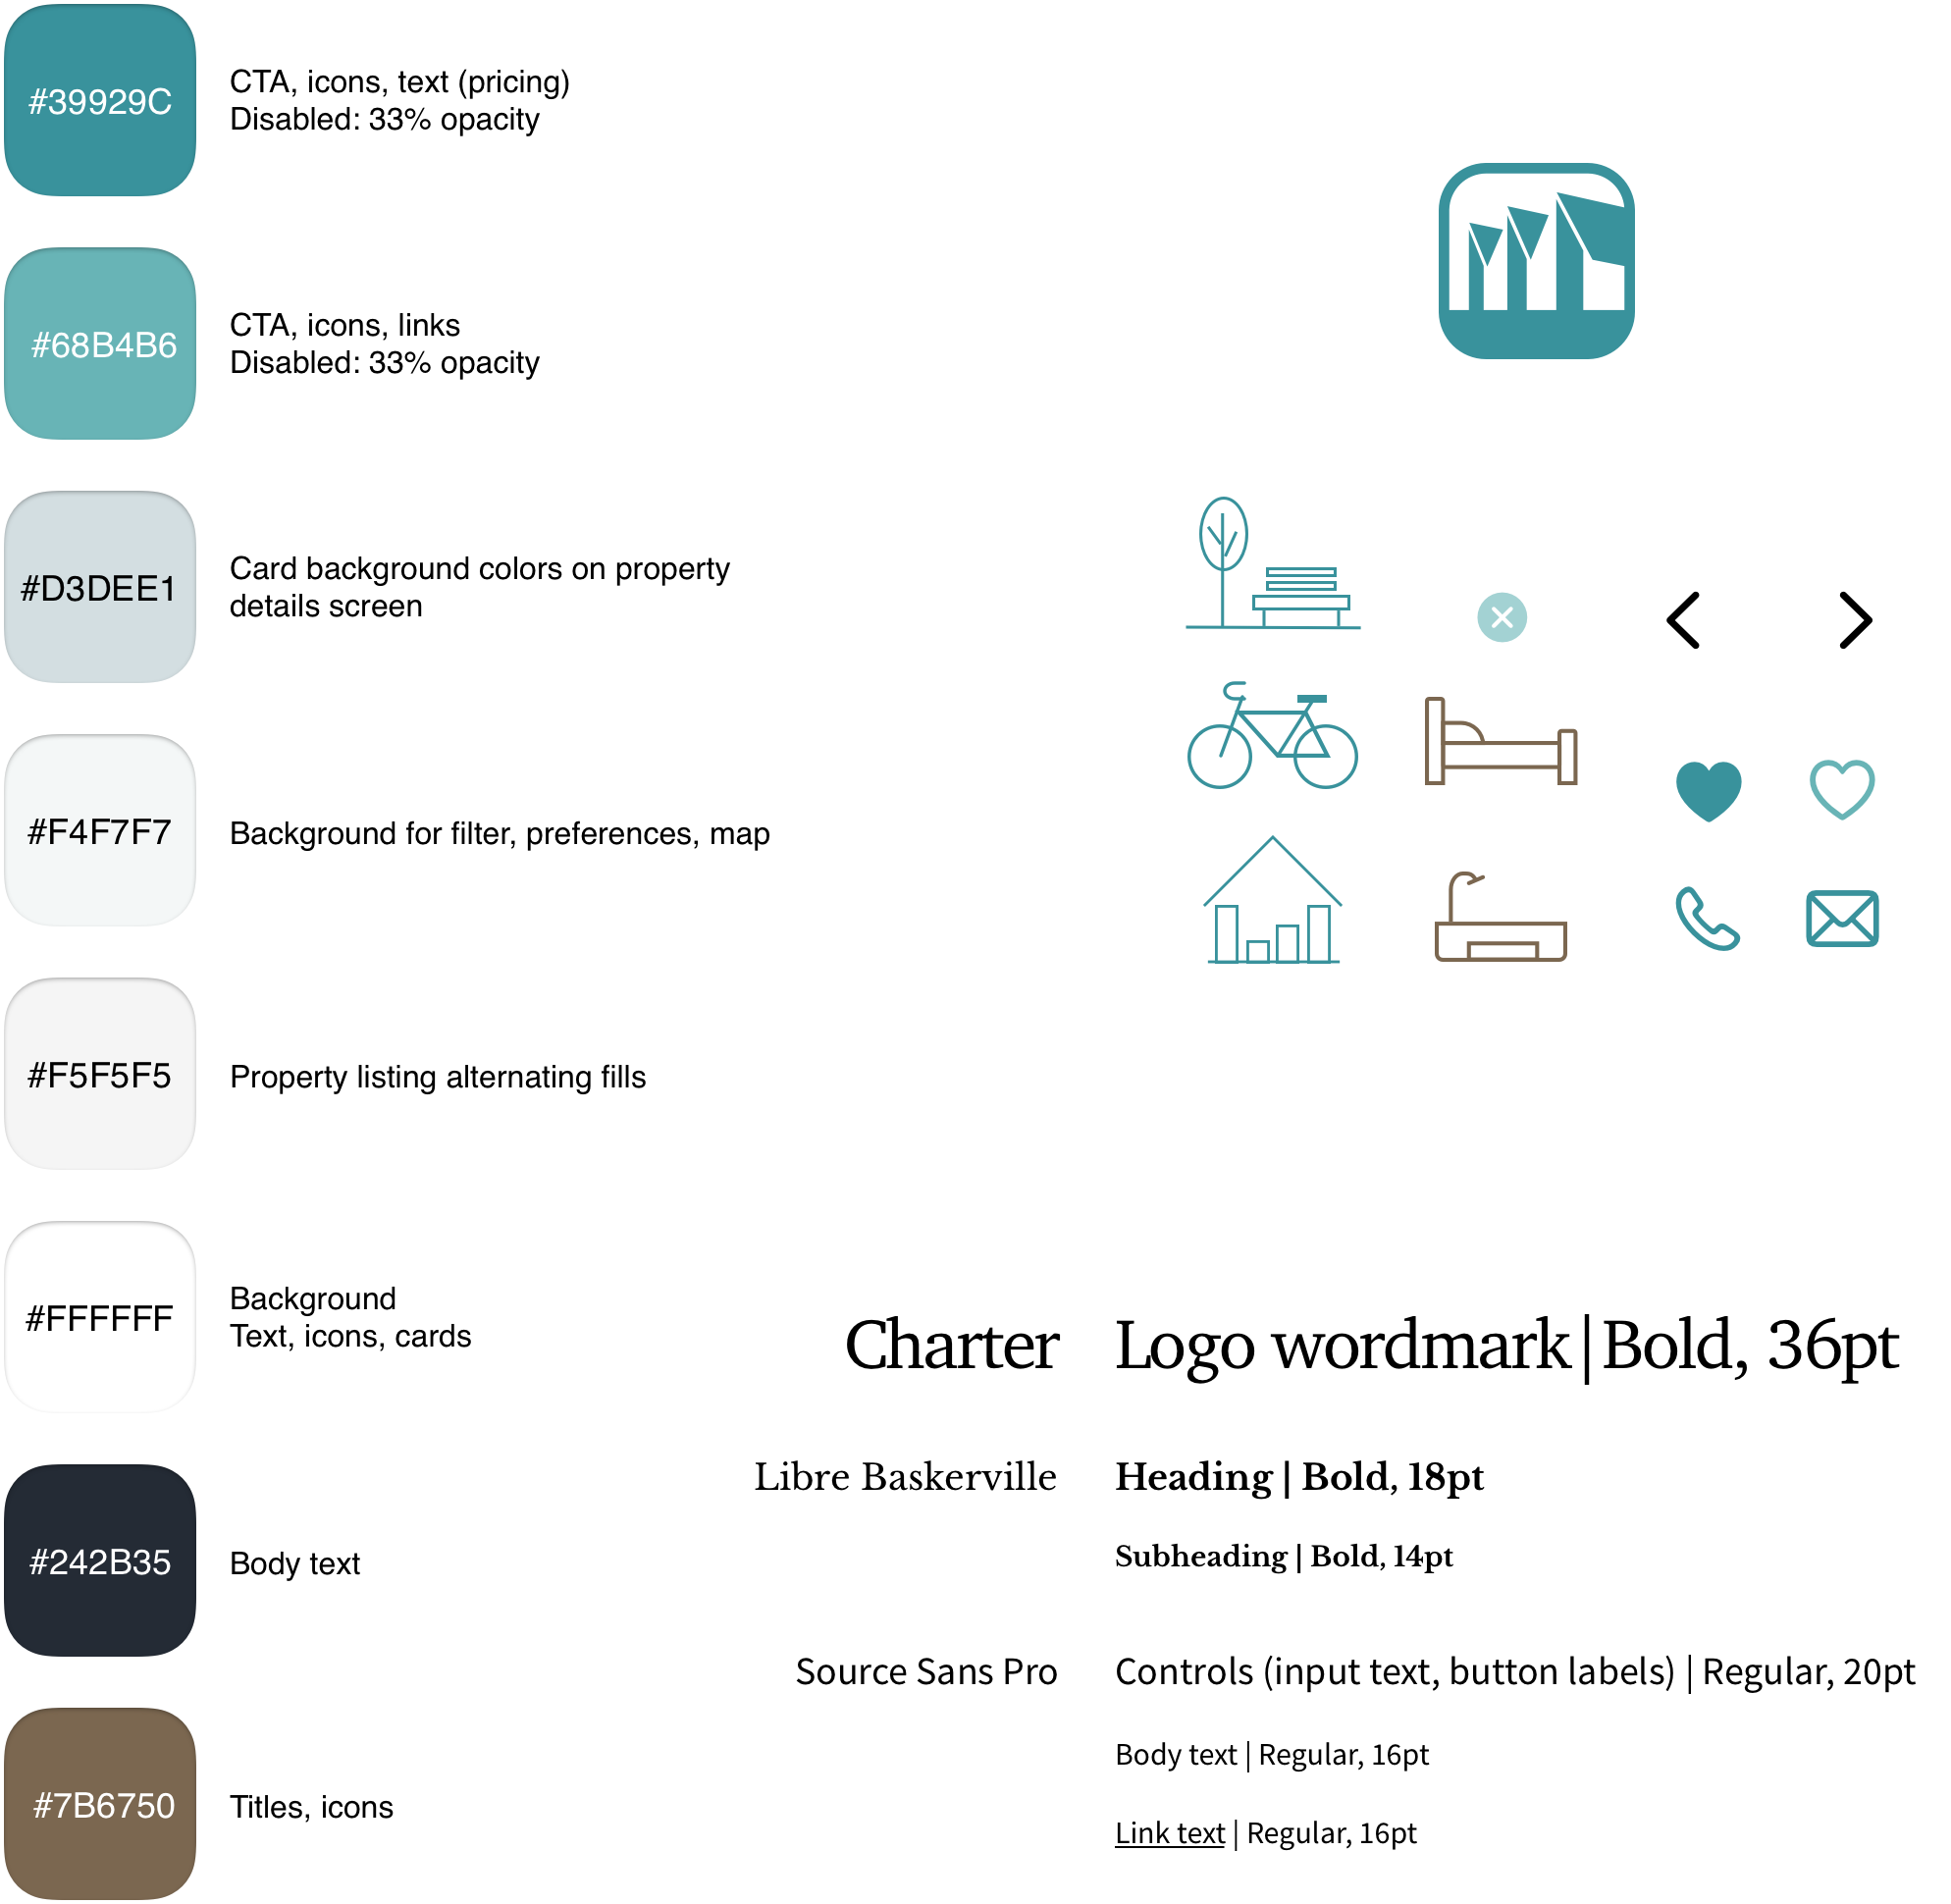 #39929C
CTA, icons, text (pricing)
Disabled: 33% opacity
#68B4B6
CTA, icons, links
Disabled: 33% opacity
#D3DEE1
Card background colors on property
details screen
#F4F7F7
Background for filter, preferences, map
#F5F5F5
Property listing alternating fills
#FFFFFF
Background
Text, icons, cards
#242B35
Body text
#7B6750
Titles, icons
Charter
Logo wordmark|Bold, 36pt
Libre Baskerville
Heading | Bold, 18pt
Subheading | Bold, 14pt
Source Sans Pro
Controls (input text, button labels) | Regular, 20pt
Body text | Regular, 16pt
Link text | Regular, 16pt